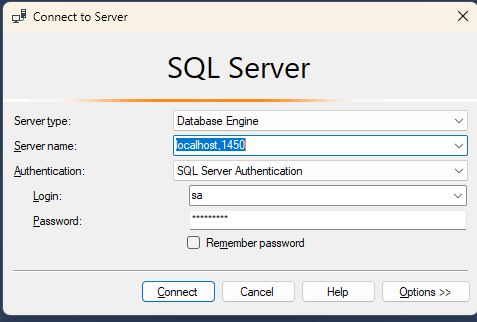 Connect to Server
SQL Server
Server type: Database Engine
Server name: localhost,1450
Authentication: SQL Server Authentication
Login: sa
Password: *********
Remember password
Connect Cancel Help Options >>